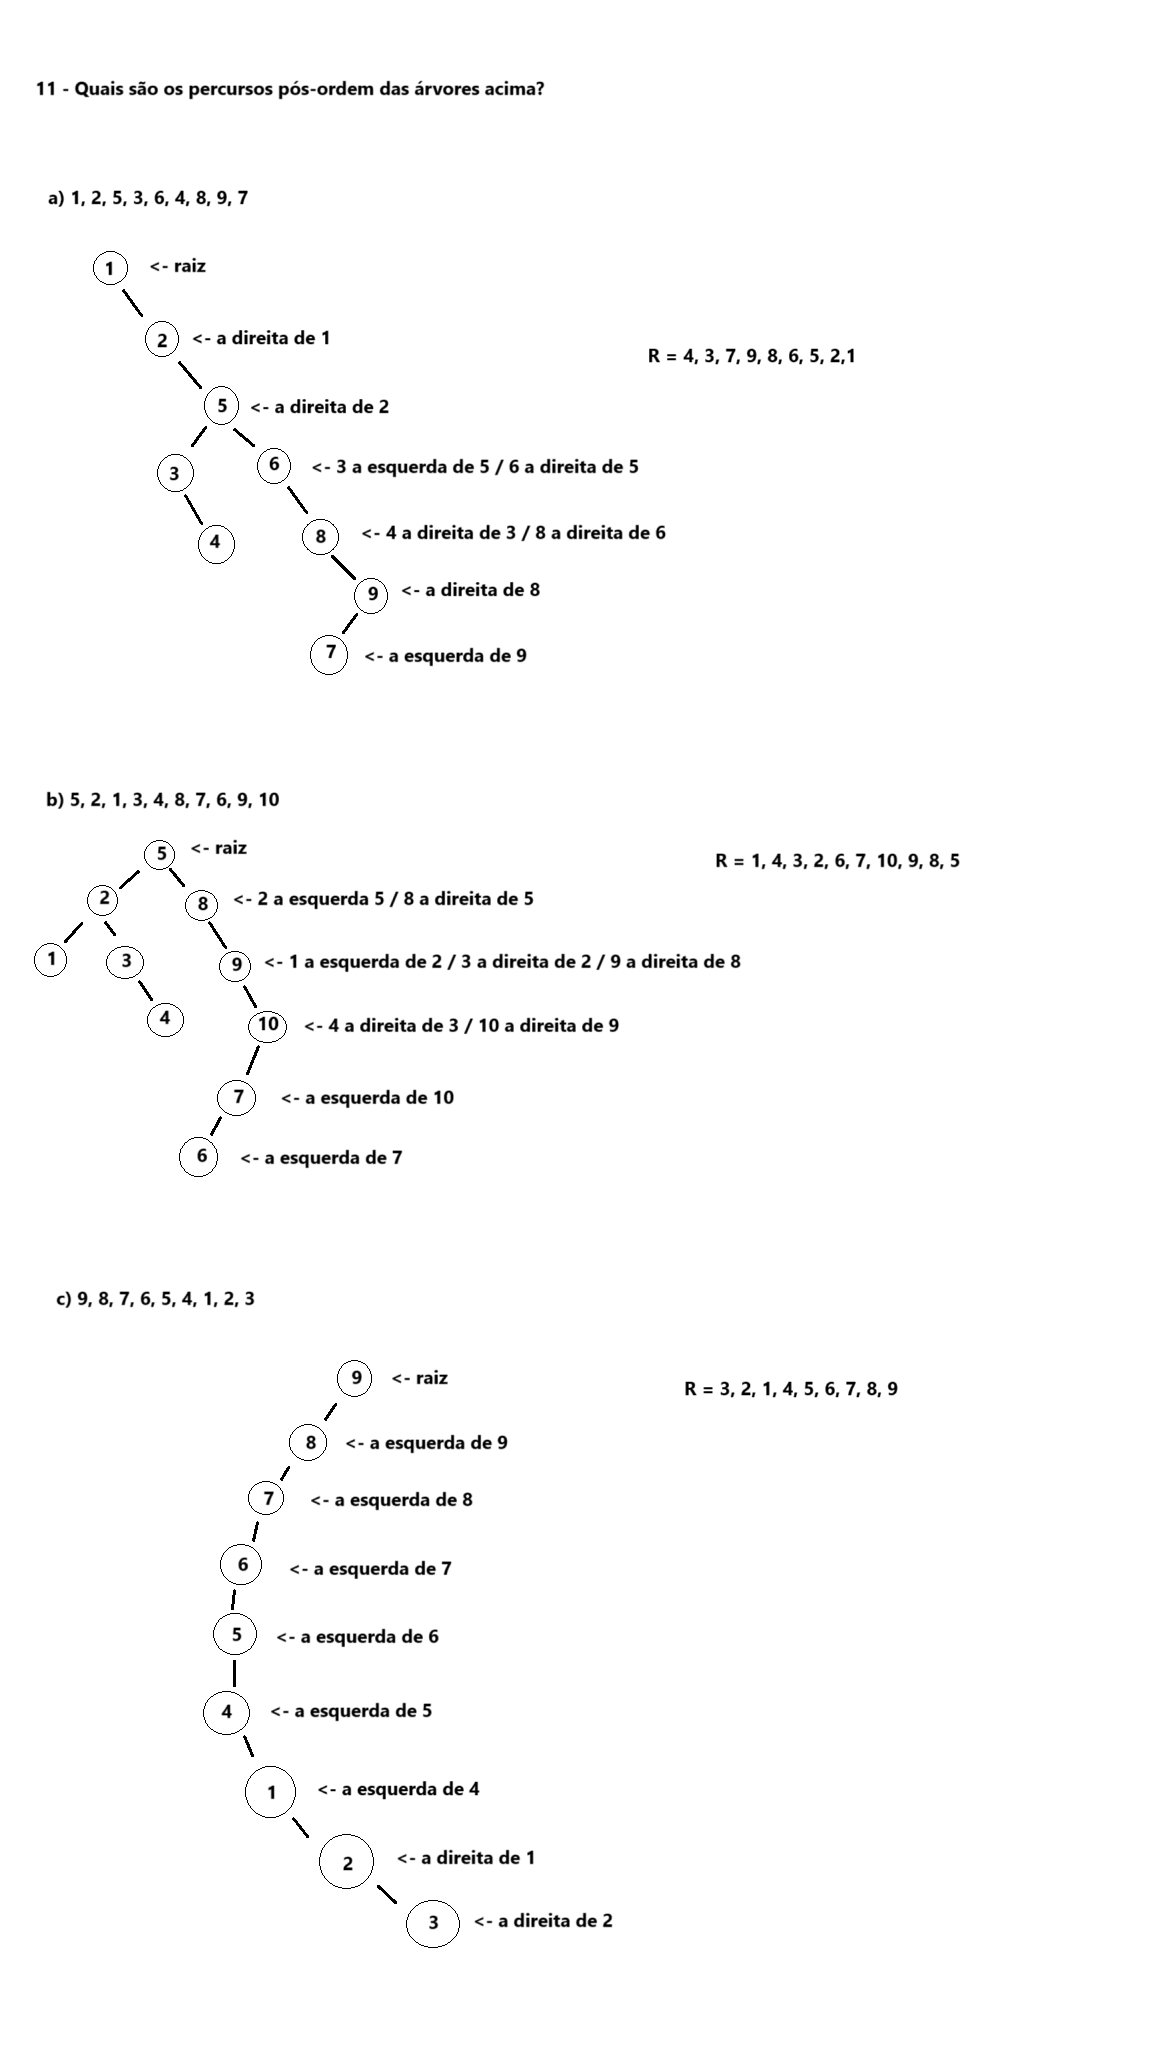 11 - Quais são os percursos pós-ordem das árvores acima?
a) 1, 2, 5, 3, 6, 4, 8, 9, 7
1 <- raiz
2 <- a direita de 1
R = 4, 3, 7, 9, 8, 6, 5, 2,1
5 <- a direita de 2
3 6 <- 3 a esquerda de 5 / 6 a direita de 5
4 8 <- 4 a direita de 3 / 8 a direita de 6
9 <- a direita de 8
7 <- a esquerda de 9
b) 5, 2, 1, 3, 4, 8, 7, 6, 9, 10
5 <- raiz
R = 1, 4, 3, 2, 6, 7, 10, 9, 8, 5
2 8 <- 2 a esquerda 5 / 8 a direita de 5
1 3 9 <- 1 a esquerda de 2 / 3 a direita de 2 / 9 a direita de 8
4 10 <- 4 a direita de 3 / 10 a direita de 9
7 <- a esquerda de 10
6 <- a esquerda de 7
c) 9, 8, 7, 6, 5, 4, 1, 2, 3
9 <- raiz
R = 3, 2, 1, 4, 5, 6, 7, 8, 9
8 <- a esquerda de 9
7 <- a esquerda de 8
6 <- a esquerda de 7
5 <- a esquerda de 6
4 <- a esquerda de 5
1 <- a esquerda de 4
2 <- a direita de 1
3 <- a direita de 2